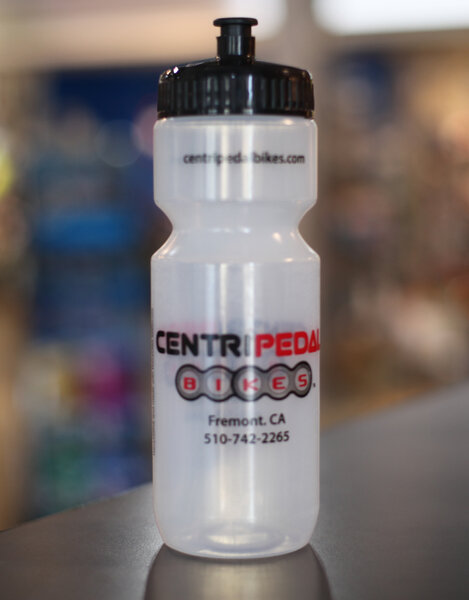 centripedalbikes.com
CENTRIPEDAL
BIKES
Fremont. CA
510-742-2265